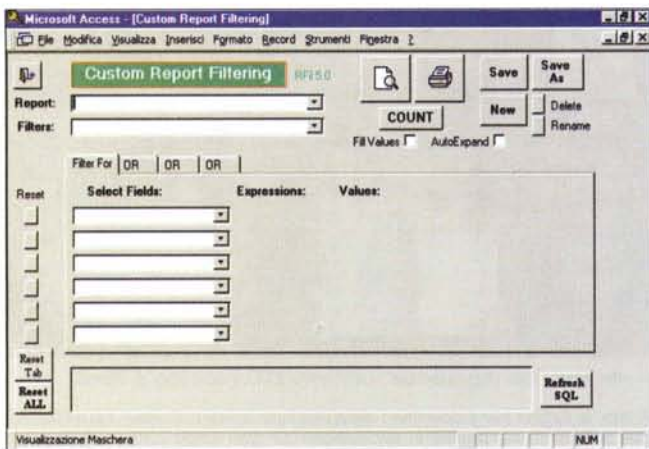 Microsoft Access - [Custom Report Filtering]
File Modifica Visualizza Inserisci Formato Record Strumenti Finestra ?
Custom Report Filtering
Save
Save As
Report:
COUNT
New
Delete
Filters:
Rename
Fill Values
AutoExpand
Filter For OR OR OR
Reset
Select Fields:
Expressions:
Values:
Reset Tab
Reset ALL
Refresh SQL
Visualizzazione Maschera
NUM